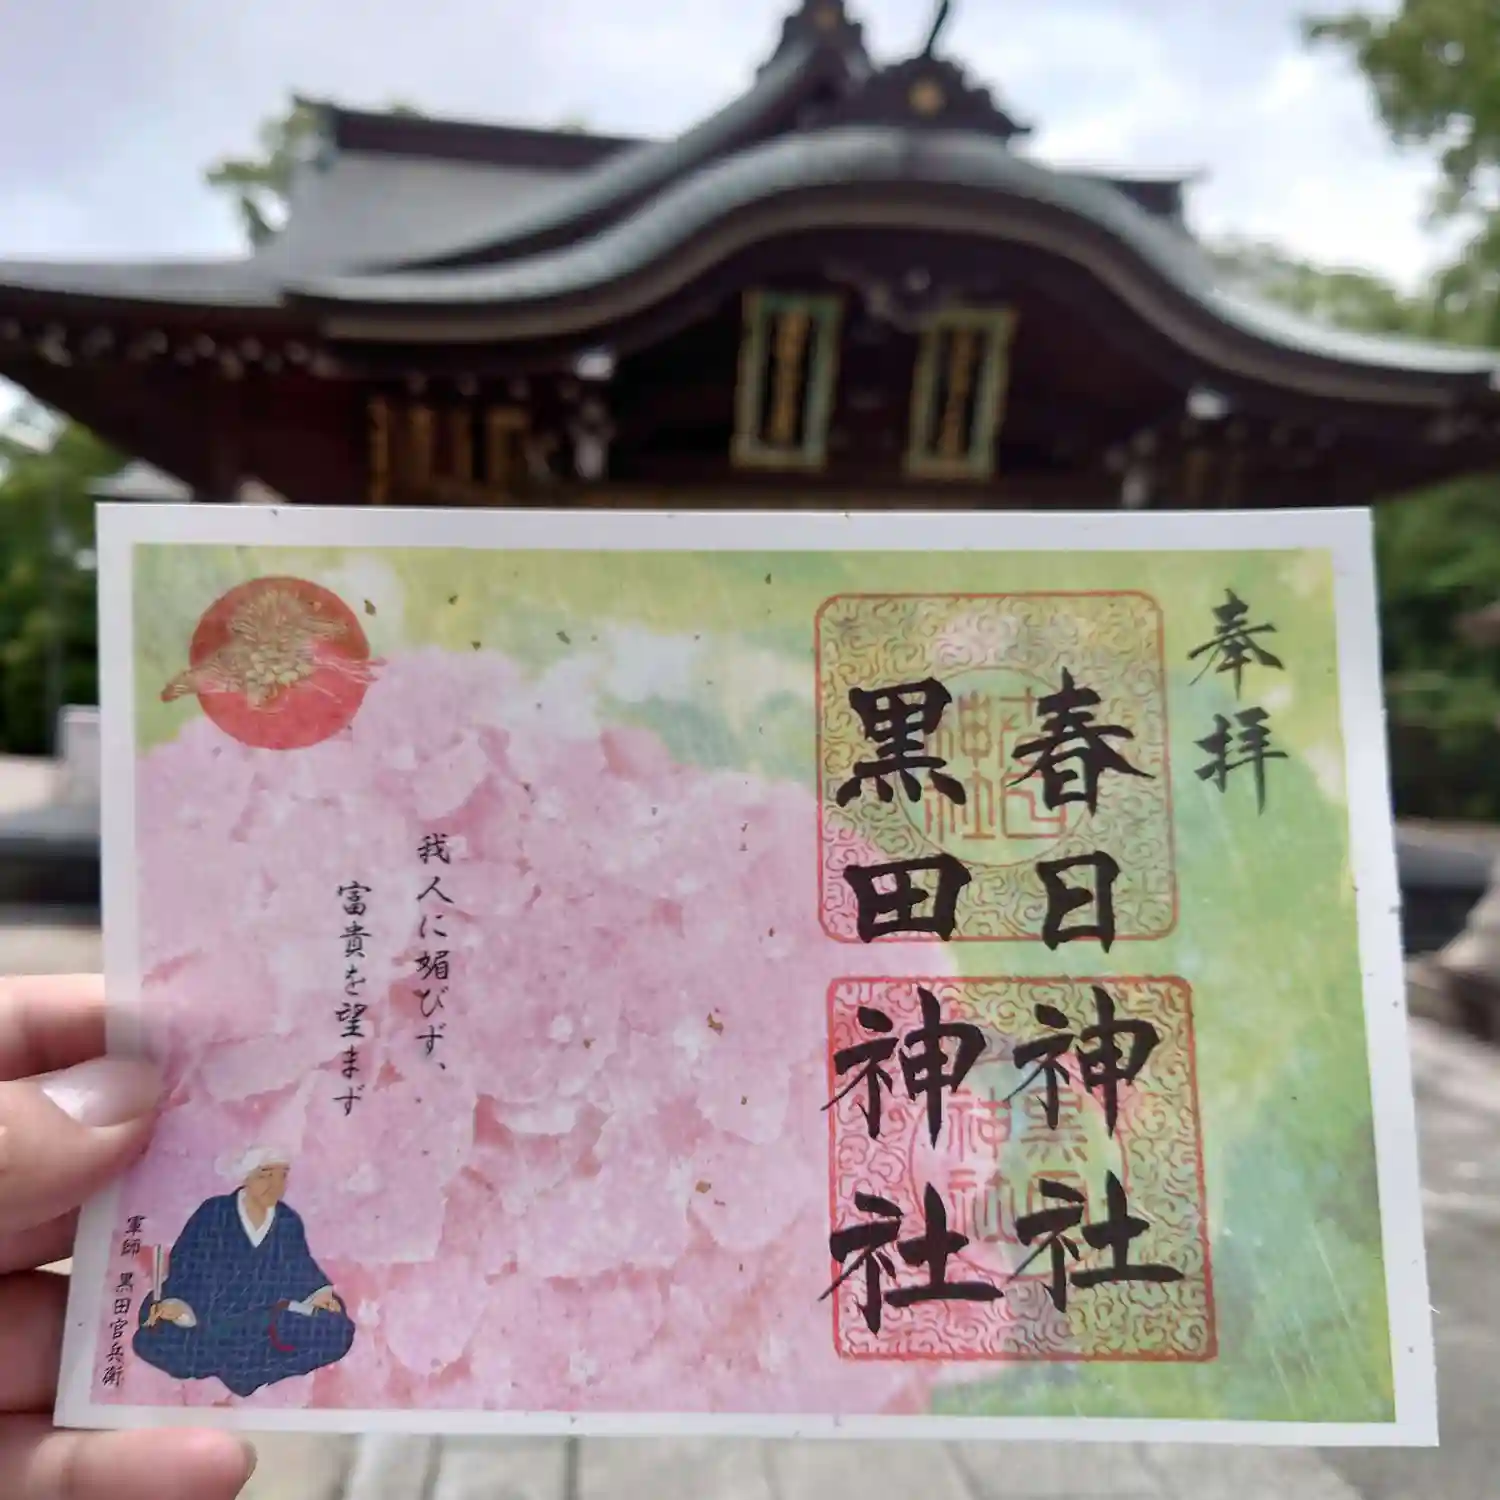 奉拝
春日神社
黒田神社
我人に媚びず、
富貴を望まず
軍師 黒田官兵衛